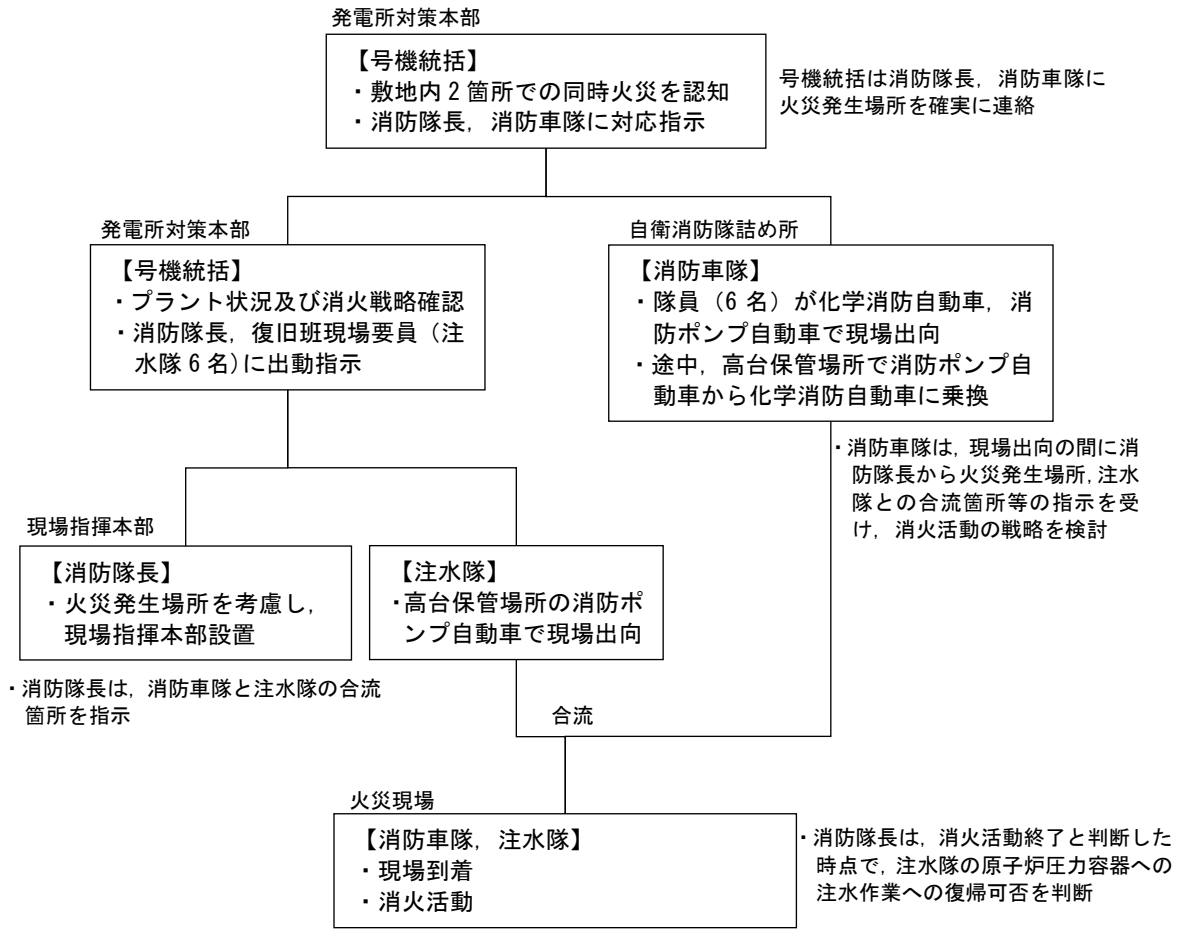 発電所対策本部
【号機統括】
・敷地内2箇所での同時火災を認知
・消防隊長，消防車隊に対応指示
号機統括は消防隊長，消防車隊に
火災発生場所を確実に連絡
発電所対策本部
【号機統括】
・プラント状況及び消火戦略確認
・消防隊長，復旧班現場要員（注
水隊6名)に出動指示
自衛消防隊詰め所
【消防車隊】
・隊員（6名）が化学消防自動車，消
防ポンプ自動車で現場出向
・途中，高台保管場所で消防ポンプ自
動車から化学消防自動車に乗換
・消防車隊は，現場出向の間に消
防隊長から火災発生場所，注水
隊との合流箇所等の指示を受
け，消火活動の戦略を検討
現場指揮本部
【消防隊長】
・火災発生場所を考慮し，
現場指揮本部設置
・消防隊長は，消防車隊と注水隊の合流
箇所を指示
【注水隊】
・高台保管場所の消防ポ
ンプ自動車で現場出向
合流
火災現場
【消防車隊，注水隊】
・現場到着
・消火活動
・消防隊長は，消火活動終了と判断した
時点で，注水隊の原子炉圧力容器への
注水作業への復帰可否を判断